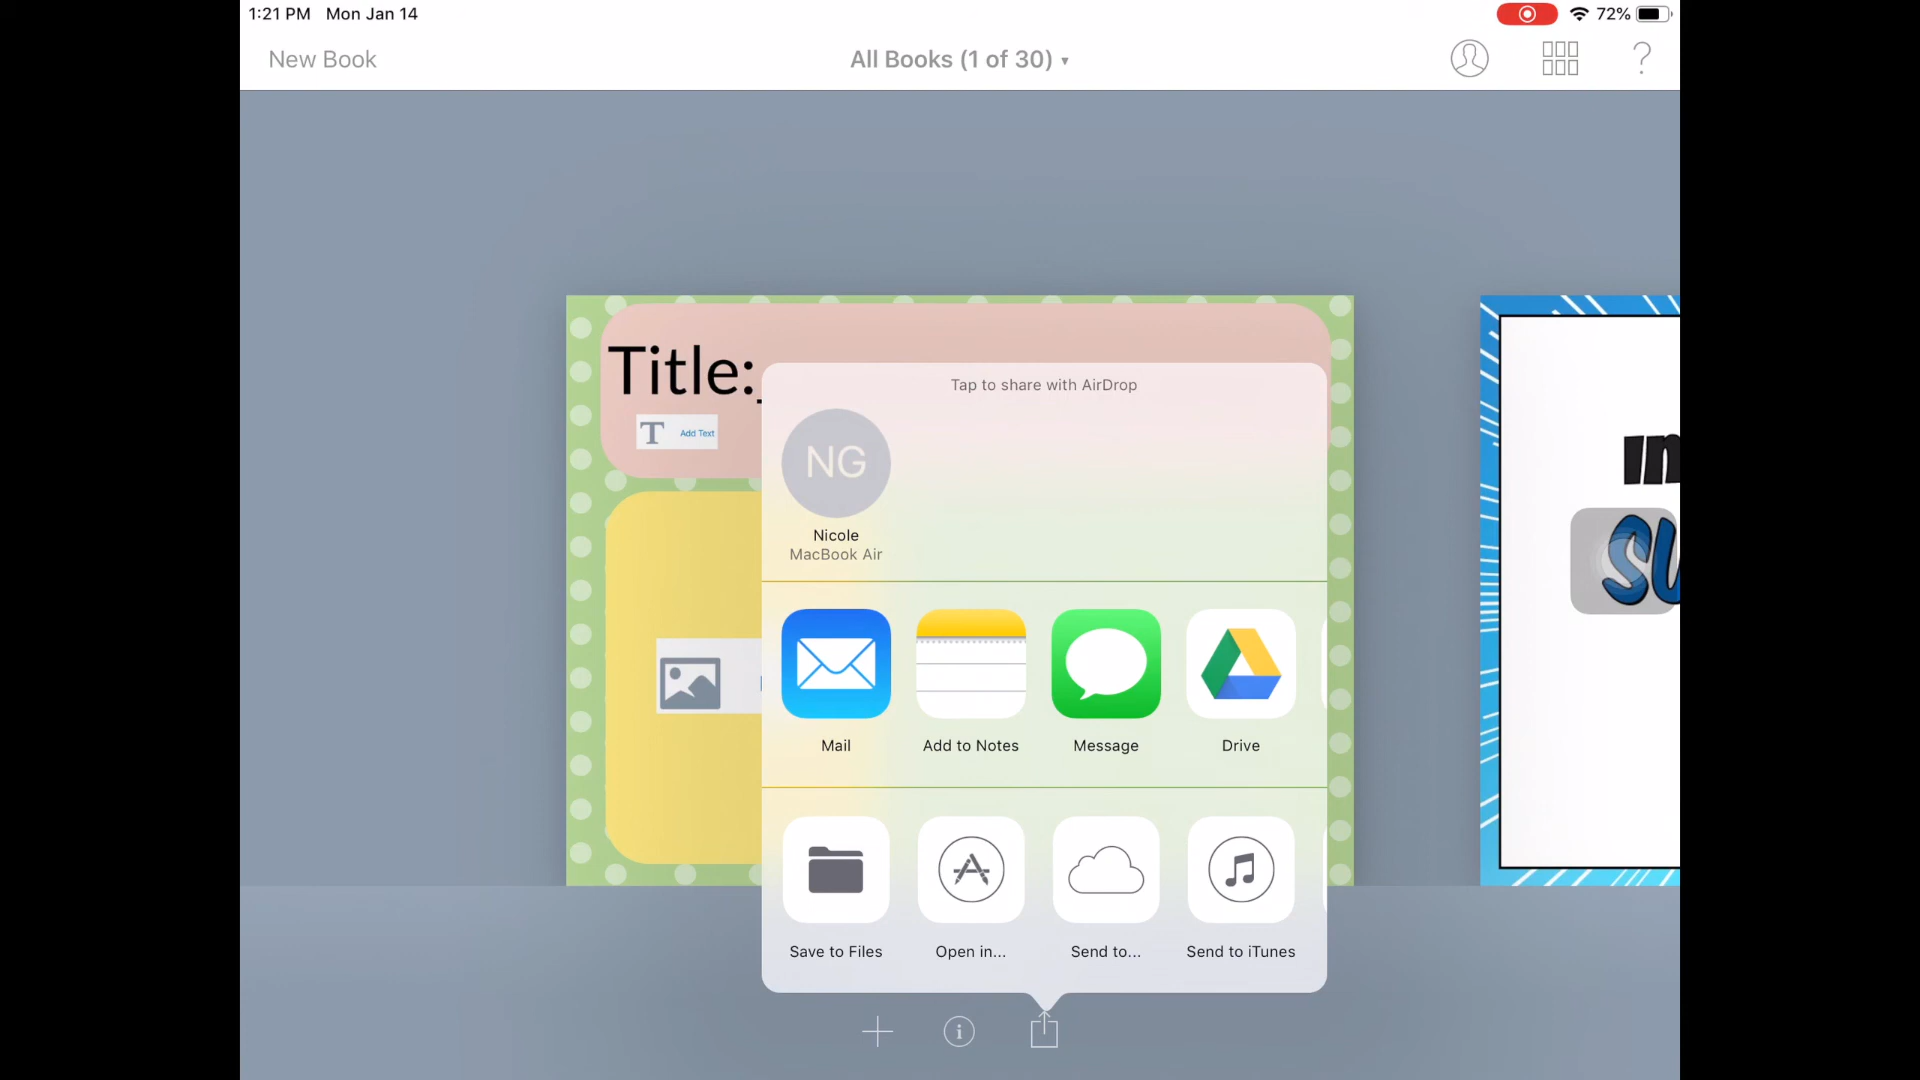 1:21 PM Mon Jan 14
72%
New Book
All Books (1 of 30) ▾
?
Title:
T Add Text
Tap to share with AirDrop
NG
Nicole
MacBook Air
Mail
Add to Notes
Message
Drive
Save to Files
Open in...
Send to...
Send to iTunes